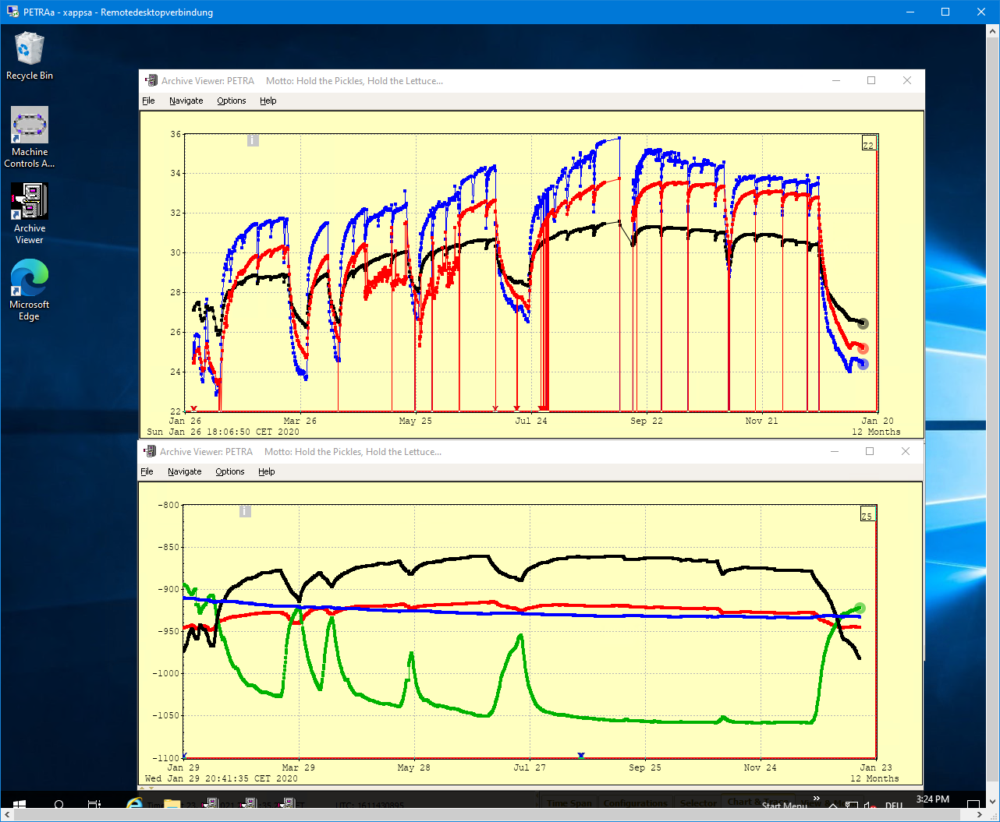 PETRAa - xappsa - Remotedesktopverbindung
Recycle Bin
Machine
Controls A...
Archive
Viewer
Microsoft
Edge
Archive Viewer: PETRA Motto: Hold the Pickles, Hold the Lettuce...
File Navigate Options Help
i
Z2
36
34
32
30
28
26
24
22
Jan 26 Mar 26 May 25 Jul 24 Sep 22 Nov 21 Jan 20
Sun Jan 26 18:06:50 CET 2020 12 Months
Archive Viewer: PETRA Motto: Hold the Pickles, Hold the Lettuce...
File Navigate Options Help
i
Z5
-800
-850
-900
-950
-1000
-1050
-1100
Jan 29 Mar 29 May 28 Jul 27 Sep 25 Nov 24 Jan 23
Wed Jan 29 20:41:35 CET 2020 12 Months
UTC: 1611430895
Time Span Configurations Selector
Start Menu » DEU 3:24 PM